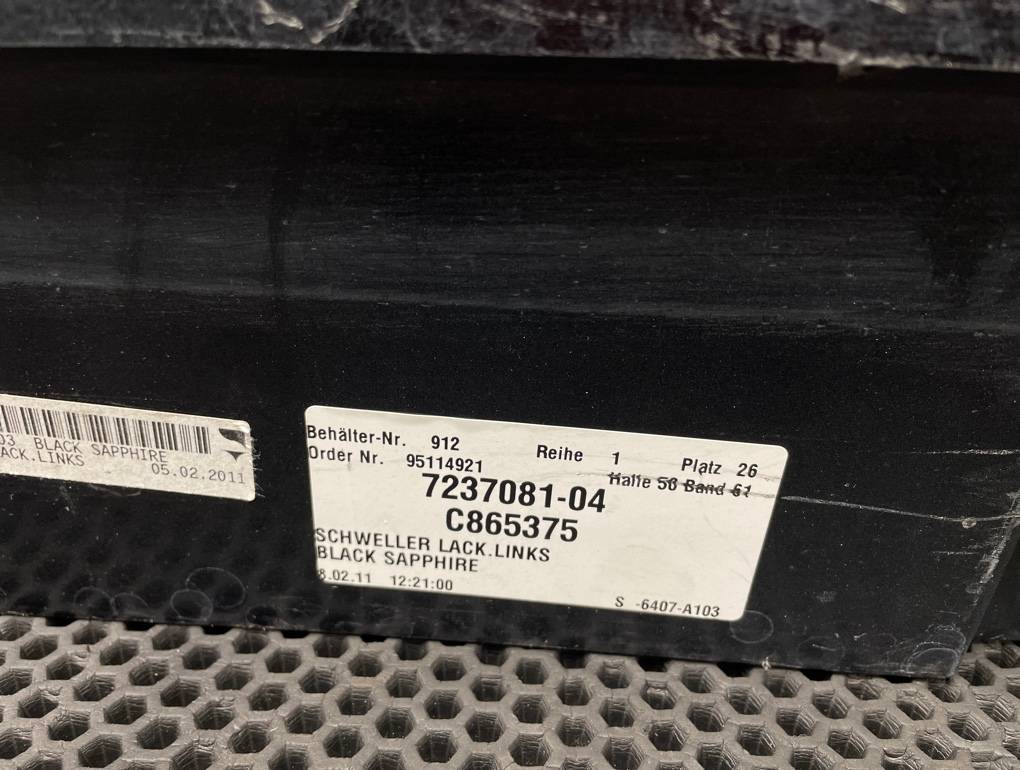 03 BLACK SAPPHIRE
ACK.LINKS
05.02.2011
Behälter-Nr. 912 Reihe 1 Platz 26
Order Nr. 95114921 Halle 56 Band 61
7237081-04
C865375
SCHWELLER LACK.LINKS
BLACK SAPPHIRE
8.02.11 12:21:00 S -6407-A103